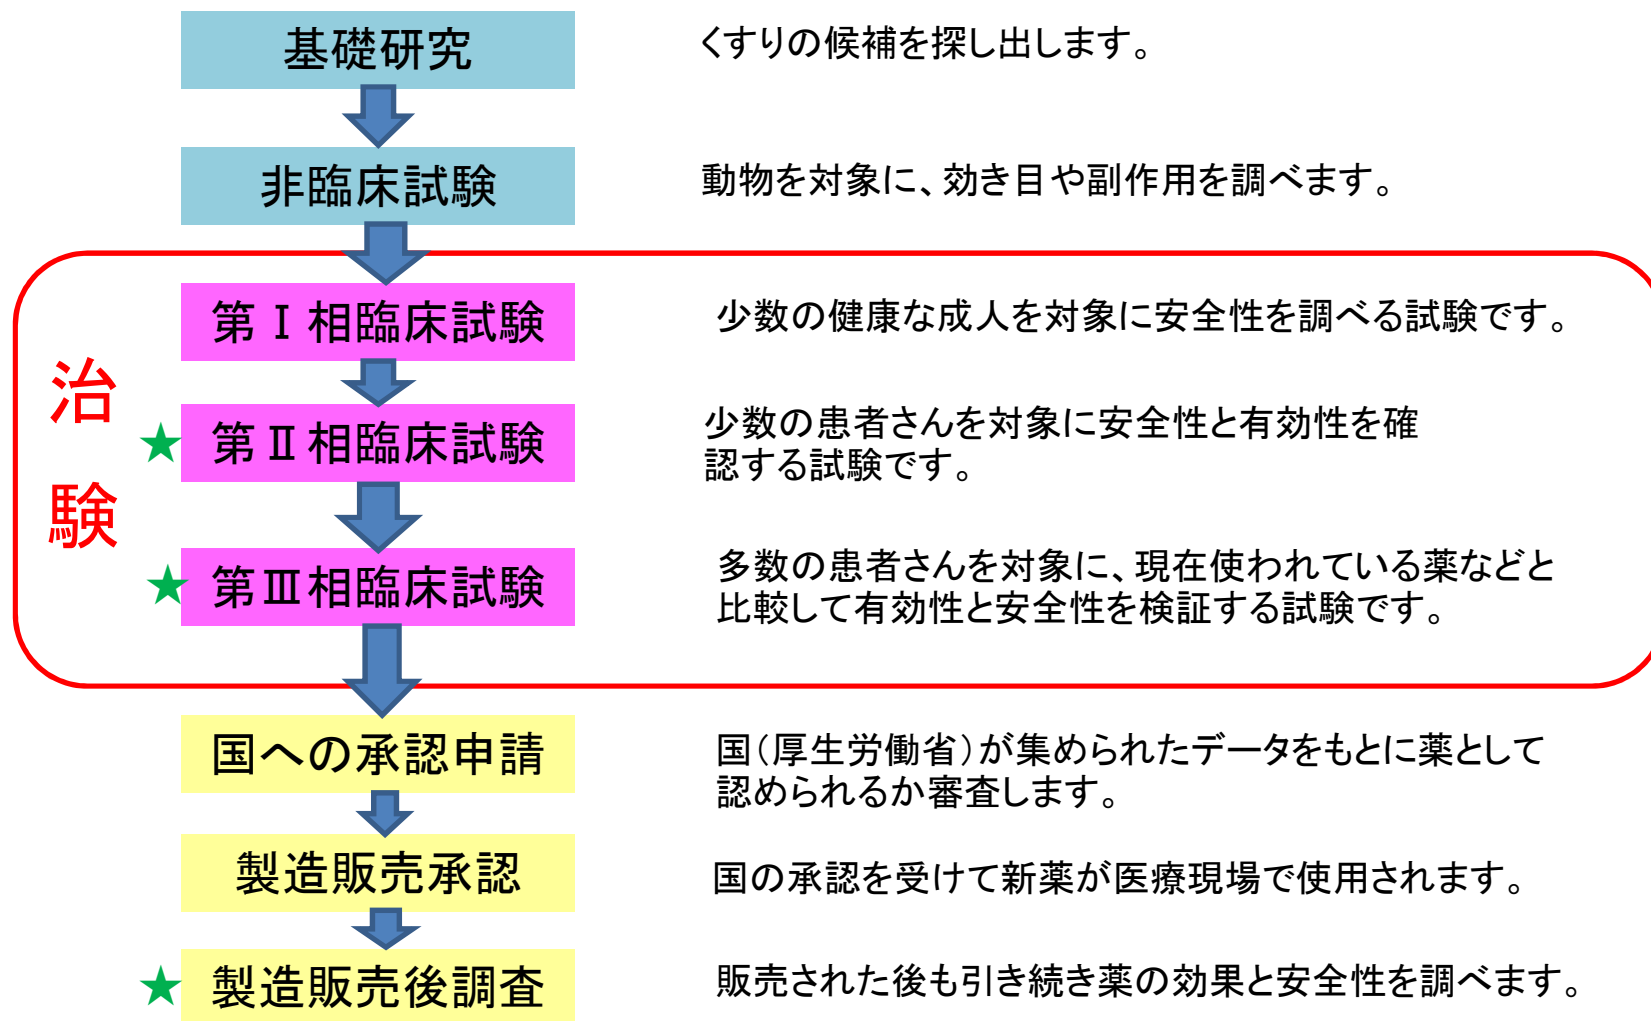 基礎研究
くすりの候補を探し出します。
非臨床試験
動物を対象に、効き目や副作用を調べます。
治
験
第Ⅰ相臨床試験
少数の健康な成人を対象に安全性を調べる試験です。
★
第Ⅱ相臨床試験
少数の患者さんを対象に安全性と有効性を確
認する試験です。
★
第Ⅲ相臨床試験
多数の患者さんを対象に、現在使われている薬などと
比較して有効性と安全性を検証する試験です。
国への承認申請
国(厚生労働省)が集められたデータをもとに薬として
認められるか審査します。
製造販売承認
国の承認を受けて新薬が医療現場で使用されます。
★
製造販売後調査
販売された後も引き続き薬の効果と安全性を調べます。